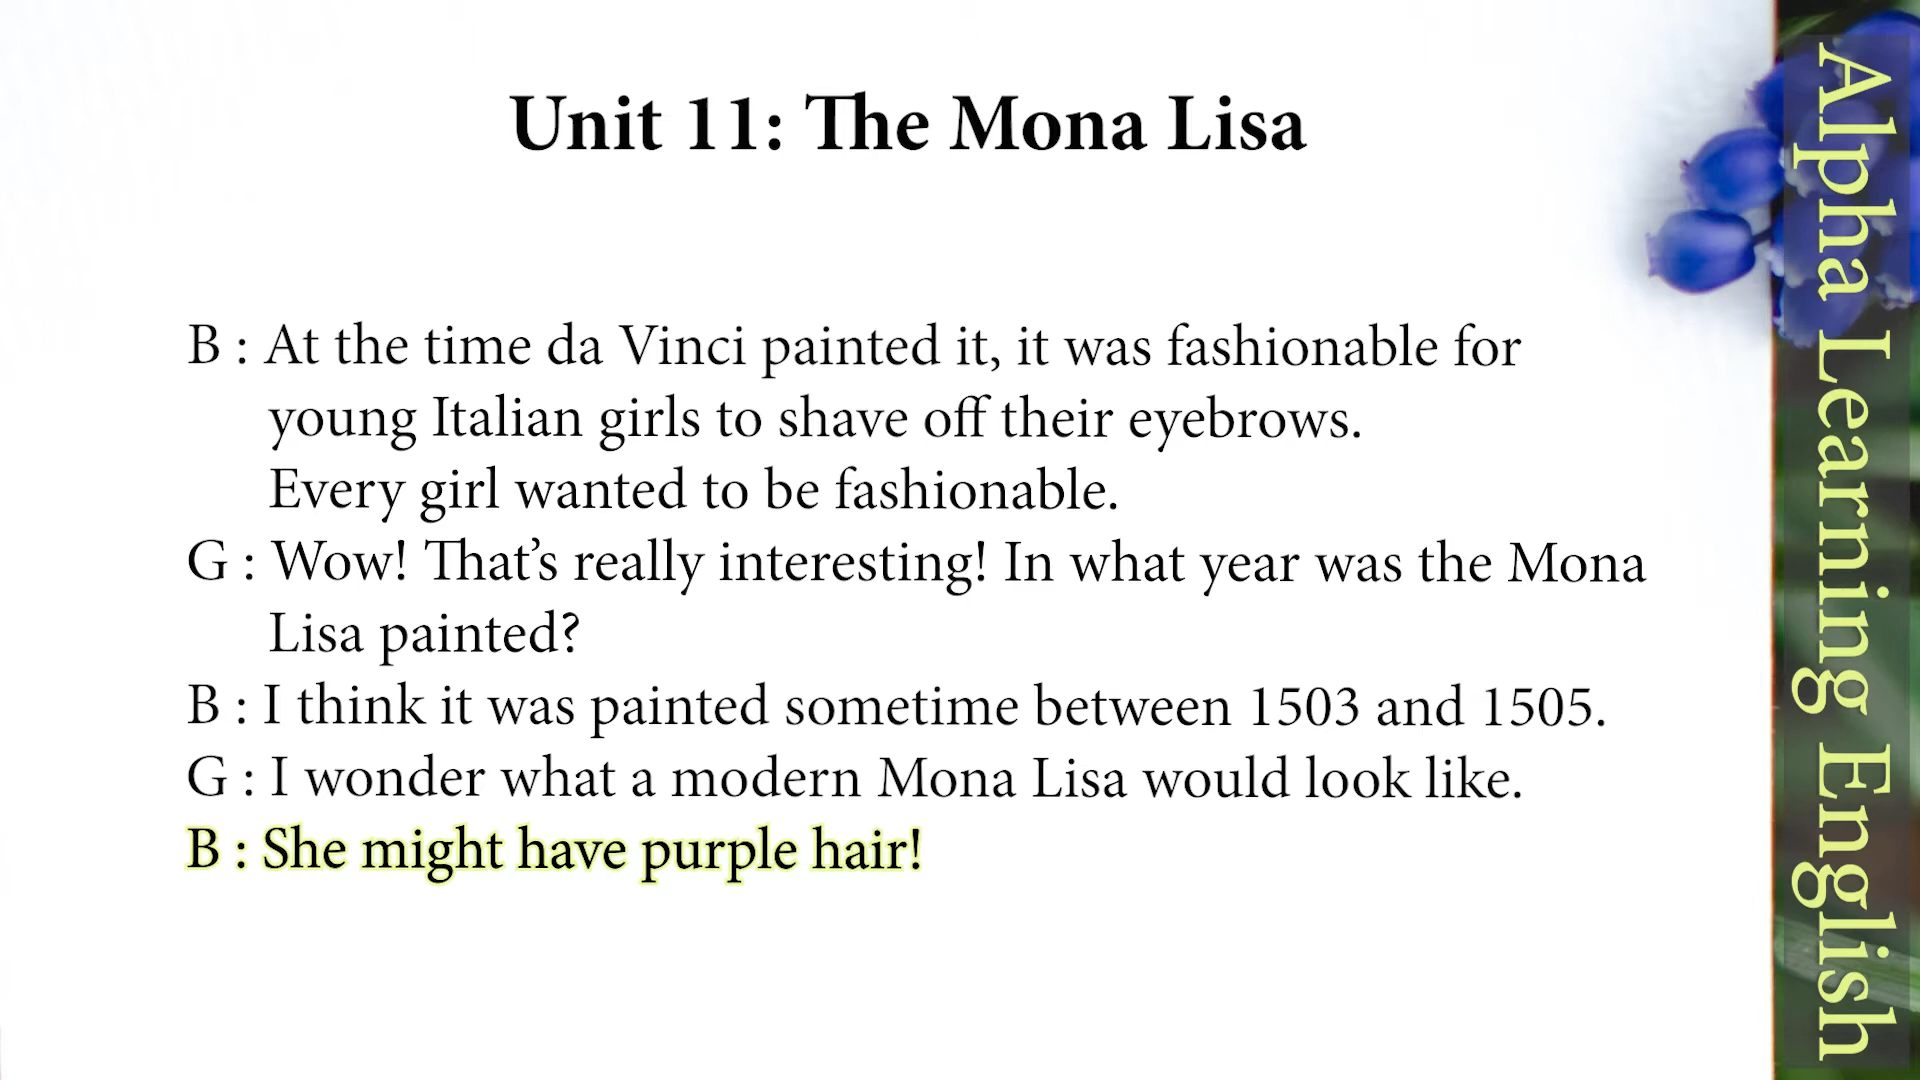 Unit 11: The Mona Lisa
B : At the time da Vinci painted it, it was fashionable for
young Italian girls to shave off their eyebrows.
Every girl wanted to be fashionable.
G : Wow! That’s really interesting! In what year was the Mona
Lisa painted?
B : I think it was painted sometime between 1503 and 1505.
G : I wonder what a modern Mona Lisa would look like.
B : She might have purple hair!
Alpha Learning English